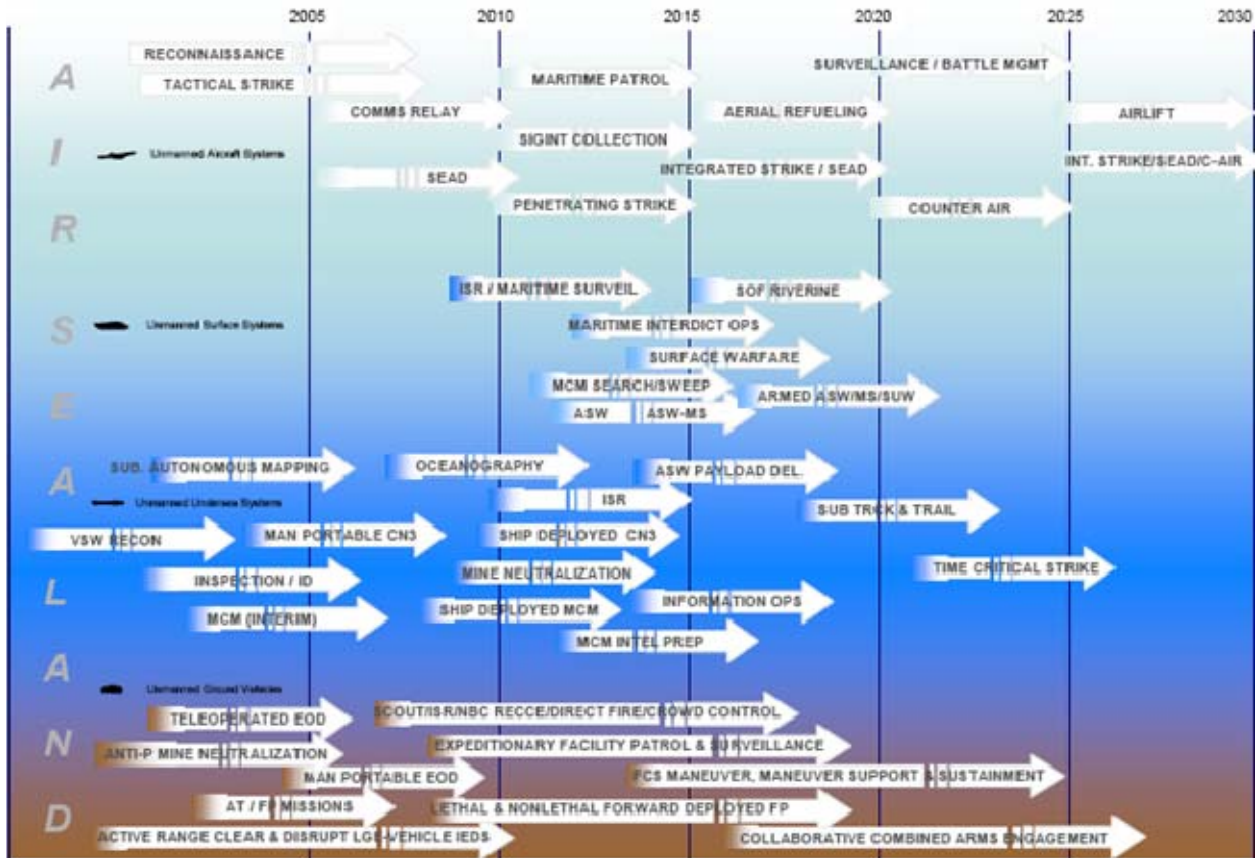 2005 2010 2015 2020 2025 2030
RECONNAISSANCE
SURVEILLANCE / BATTLE MGMT
TACTICAL STRIKE
MARITIME PATROL
COMMS RELAY
AERIAL REFUELING
AIRLIFT
SIGINT COLLECTION
Unmanned Aircraft Systems
INT. STRIKE/SEAD/C-AIR
SEAD
INTEGRATED STRIKE / SEAD
PENETRATING STRIKE
COUNTER AIR
AIR
ISR / MARITIME SURVEIL
SOF RIVERINE
Unmanned Surface Systems
MARITIME INTERDICT OPS
SURFACE WARFARE
MCM SEARCH/SWEEP
ARMED ASW/MS/SUW
ASW ASW-MS
SEA
SUB. AUTONOMOUS MAPPING
OCEANOGRAPHY
ASW PAYLOAD DEL.
Unmanned Undersea Systems
ISR
SUB TRCK & TRAIL
VSW RECON
MAN PORTABLE CN3
SHIP DEPLOYED CN3
INSPECTION / ID
MINE NEUTRALIZATION
TIME CRITICAL STRIKE
MCM (INTERIM)
SHIP DEPLOYED MCM
INFORMATION OPS
MCM INTEL PREP
LAND
Unmanned Ground Vehicles
TELEOPERATED EOD
SCOUT/ISR/NBC RECCE/DIRECT FIRE/CROWD CONTROL
ANTI-P MINE NEUTRALIZATION
EXPEDITIONARY FACILITY PATROL & SURVEILLANCE
MAN PORTABLE EOD
FCS MANEUVER, MANEUVER SUPPORT & SUSTAINMENT
AT / FP MISSIONS
LETHAL & NONLETHAL FORWARD DEPLOYED FP
ACTIVE RANGE CLEAR & DISRUPT LGE-VEHICLE IEDS
COLLABORATIVE COMBINED ARMS ENGAGEMENT